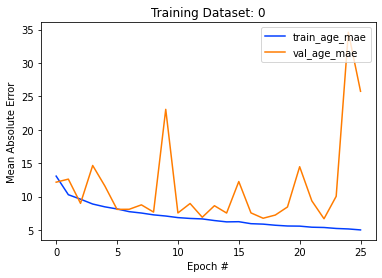 Training Dataset: 0
train_age_mae
val_age_mae
Mean Absolute Error
35
30
25
20
15
10
5
0
5
10
15
20
25
Epoch #